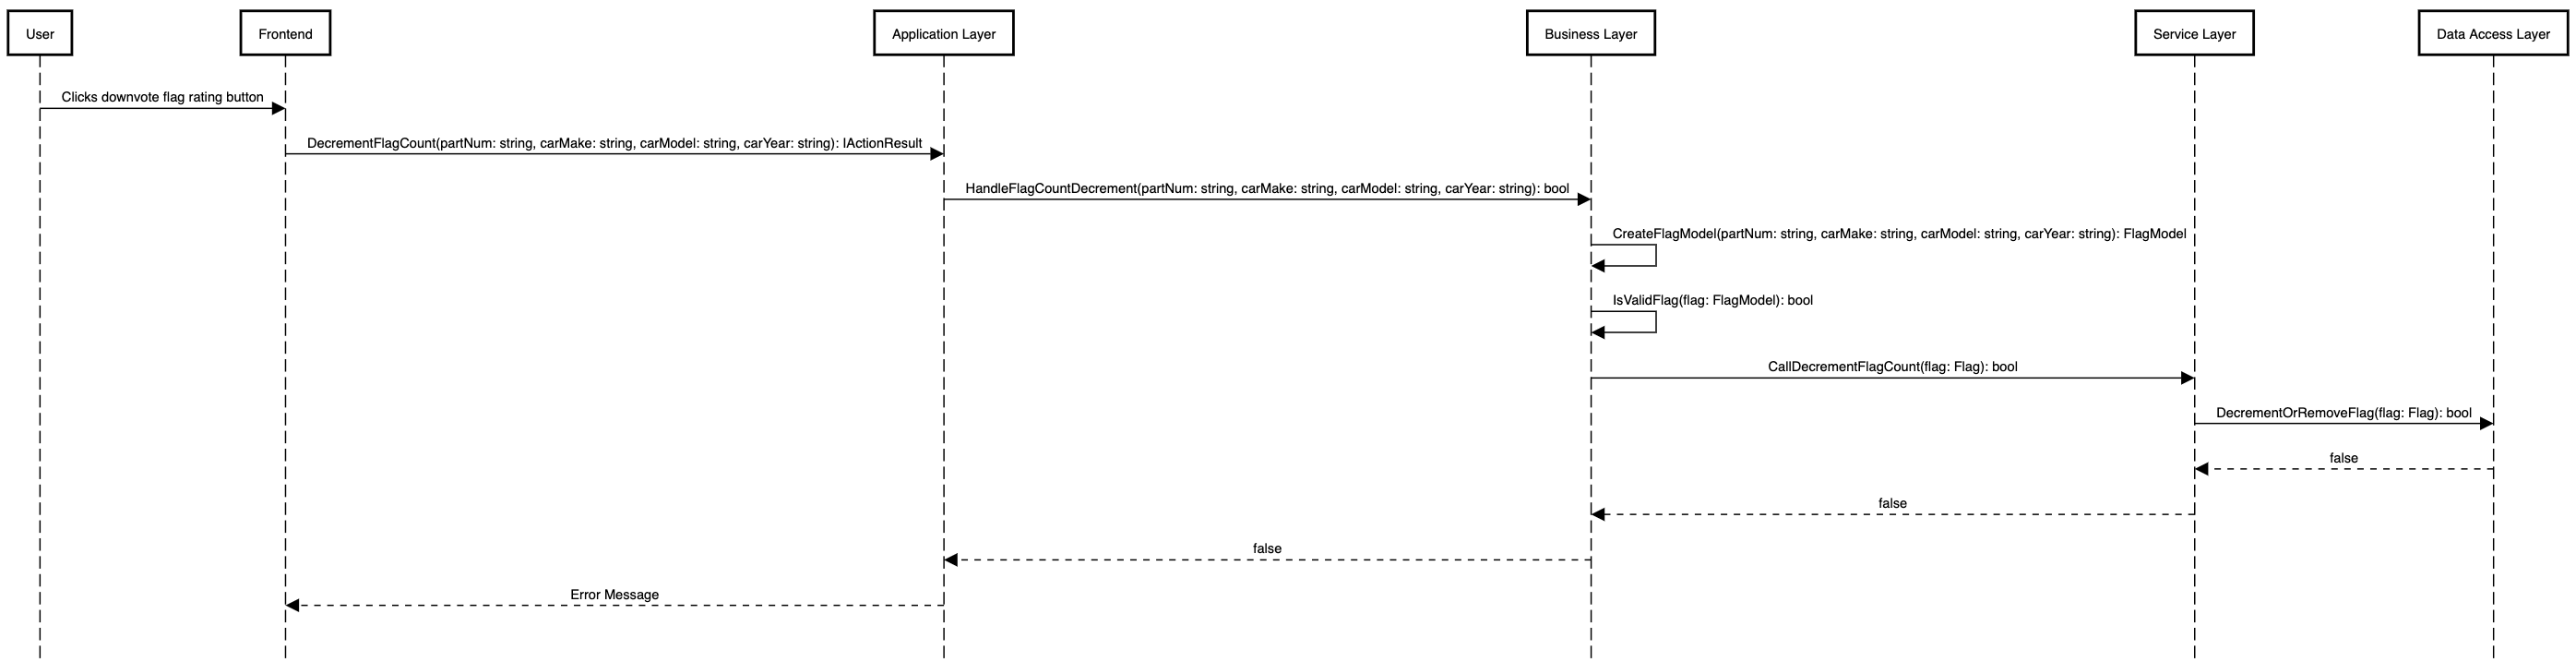 User
Frontend
Application Layer
Business Layer
Service Layer
Data Access Layer
Clicks downvote flag rating button
DecrementFlagCount(partNum: string, carMake: string, carModel: string, carYear: string): IActionResult
HandleFlagCountDecrement(partNum: string, carMake: string, carModel: string, carYear: string): bool
CreateFlagModel(partNum: string, carMake: string, carModel: string, carYear: string): FlagModel
IsValidFlag(flag: FlagModel): bool
CallDecrementFlagCount(flag: Flag): bool
DecrementOrRemoveFlag(flag: Flag): bool
false
false
false
Error Message